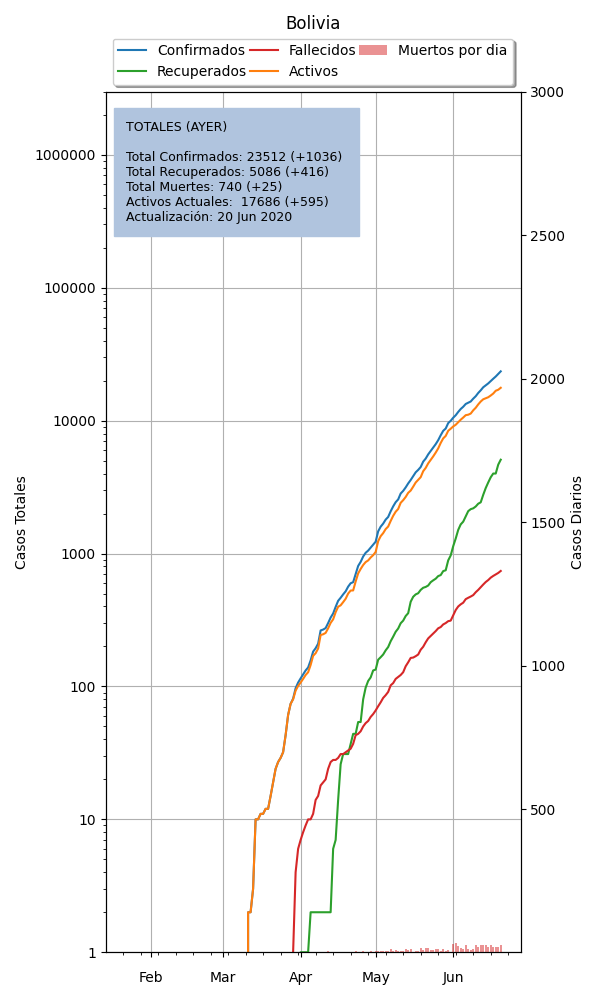 Bolivia
Confirmados
Recuperados
Fallecidos
Activos
Muertos por dia
TOTALES (AYER)
Total Confirmados: 23512 (+1036)
Total Recuperados: 5086 (+416)
Total Muertes: 740 (+25)
Activos Actuales:  17686 (+595)
Actualización: 20 Jun 2020
Casos Totales
1000000
100000
10000
1000
100
10
1
3000
2500
2000
1500
1000
500
Casos Diarios
Feb Mar Apr May Jun